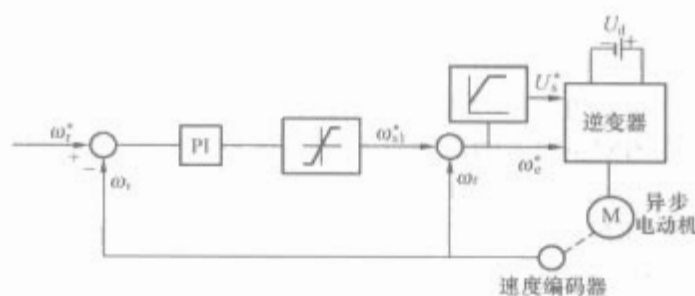 U_d
− +
U_s^*
ω_r^*
+
−
PI
ω_sl^*
逆变器
ω_r
ω_r
ω_e^*
M
异步
电动机
速度编码器